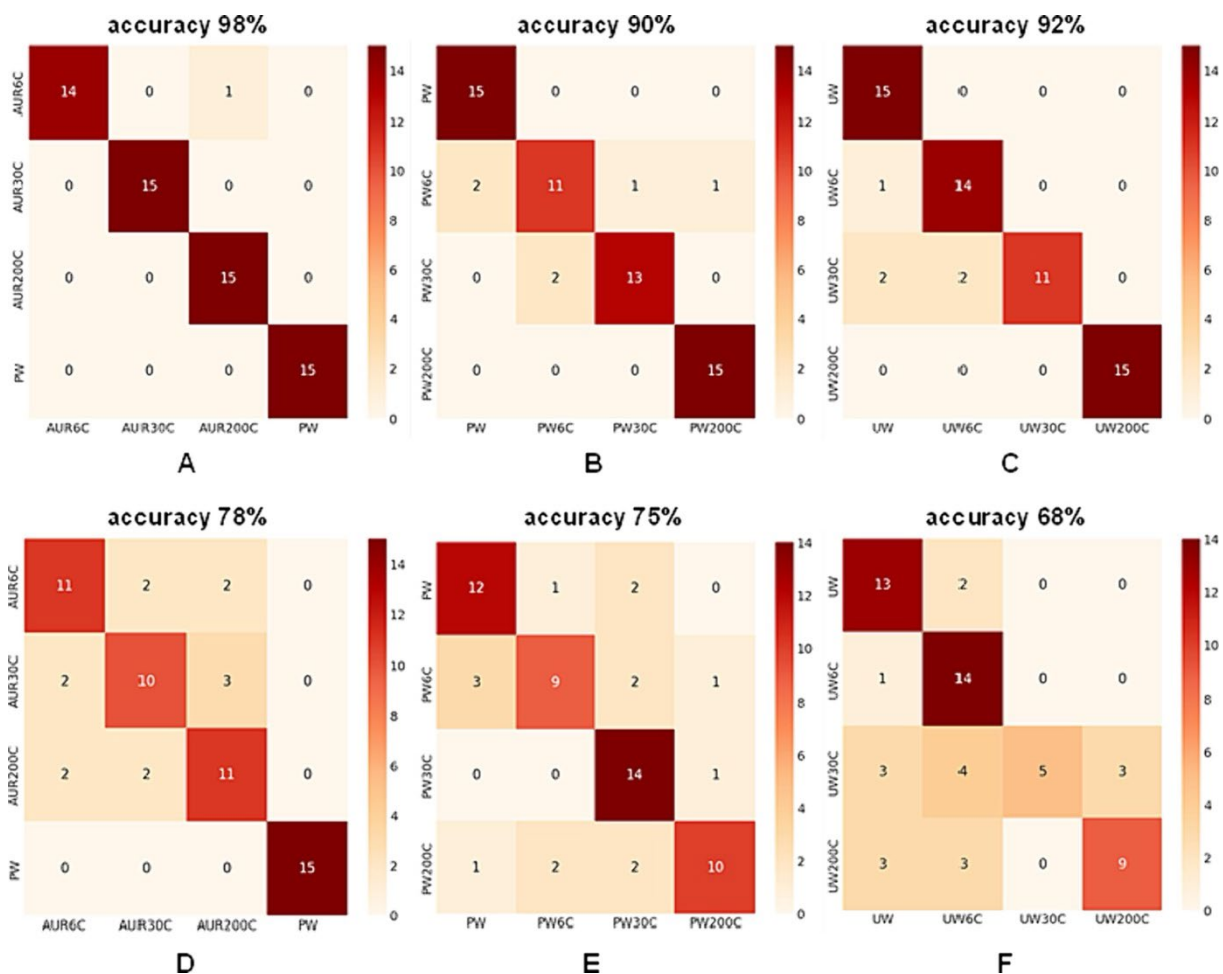 accuracy 98%
AUR6C 14 0 1 0
AUR30C 0 15 0 0
AUR200C 0 0 15 0
PW 0 0 0 15
AUR6C AUR30C AUR200C PW
14
12
10
8
6
4
2
0
A
accuracy 90%
PW 15 0 0 0
PW6C 2 11 1 1
PW30C 0 2 13 0
PW200C 0 0 0 15
PW PW6C PW30C PW200C
14
12
10
8
6
4
2
0
B
accuracy 92%
UW 15 0 0 0
UW6C 1 14 0 0
UW30C 2 2 11 0
UW200C 0 0 0 15
UW UW6C UW30C UW200C
14
12
10
8
6
4
2
0
C
accuracy 78%
AUR6C 11 2 2 0
AUR30C 2 10 3 0
AUR200C 2 2 11 0
PW 0 0 0 15
AUR6C AUR30C AUR200C PW
14
12
10
8
6
4
2
0
D
accuracy 75%
PW 12 1 2 0
PW6C 3 9 2 1
PW30C 0 0 14 1
PW200C 1 2 2 10
PW PW6C PW30C PW200C
14
12
10
8
6
4
2
0
E
accuracy 68%
UW 13 2 0 0
UW6C 1 14 0 0
UW30C 3 4 5 3
UW200C 3 3 0 9
UW UW6C UW30C UW200C
14
12
10
8
6
4
2
0
F